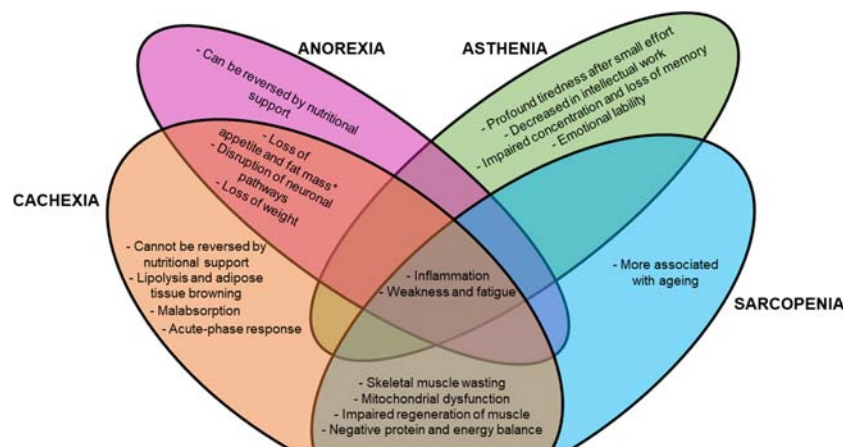 ANOREXIA
ASTHENIA
- Can be reversed by
nutritional
support
- Profound tiredness after small effort
- Decreased in intellectual work
- Impaired concentration and loss of memory
- Emotional lability
CACHEXIA
- Loss of
appetite and fat mass*
- Disruption of neuronal
pathways
- Loss of weight
- Cannot be reversed by
nutritional support
- Lipolysis and adipose
tissue browning
- Malabsorption
- Acute-phase response
- Inflammation
- Weakness and fatigue
- More associated
with ageing
SARCOPENIA
- Skeletal muscle wasting
- Mitochondrial dysfunction
- Impaired regeneration of muscle
- Negative protein and energy balance